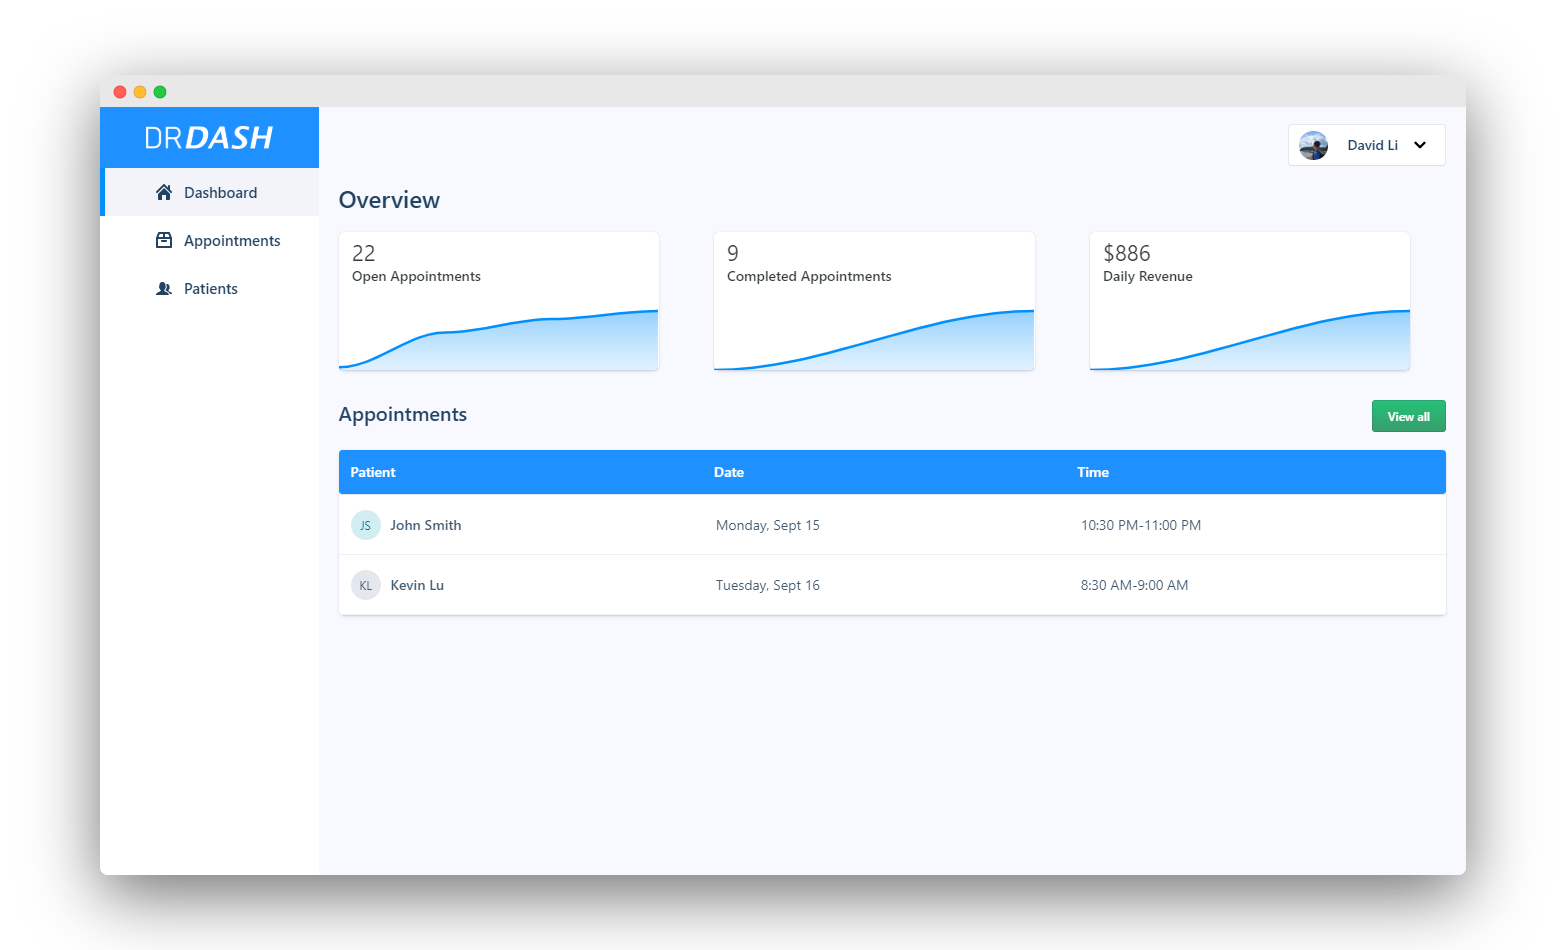 DRDASH
David Li
Dashboard
Appointments
Patients
Overview
22
Open Appointments
9
Completed Appointments
$886
Daily Revenue
Appointments
View all
Patient Date Time
JS John Smith Monday, Sept 15 10:30 PM-11:00 PM
KL Kevin Lu Tuesday, Sept 16 8:30 AM-9:00 AM